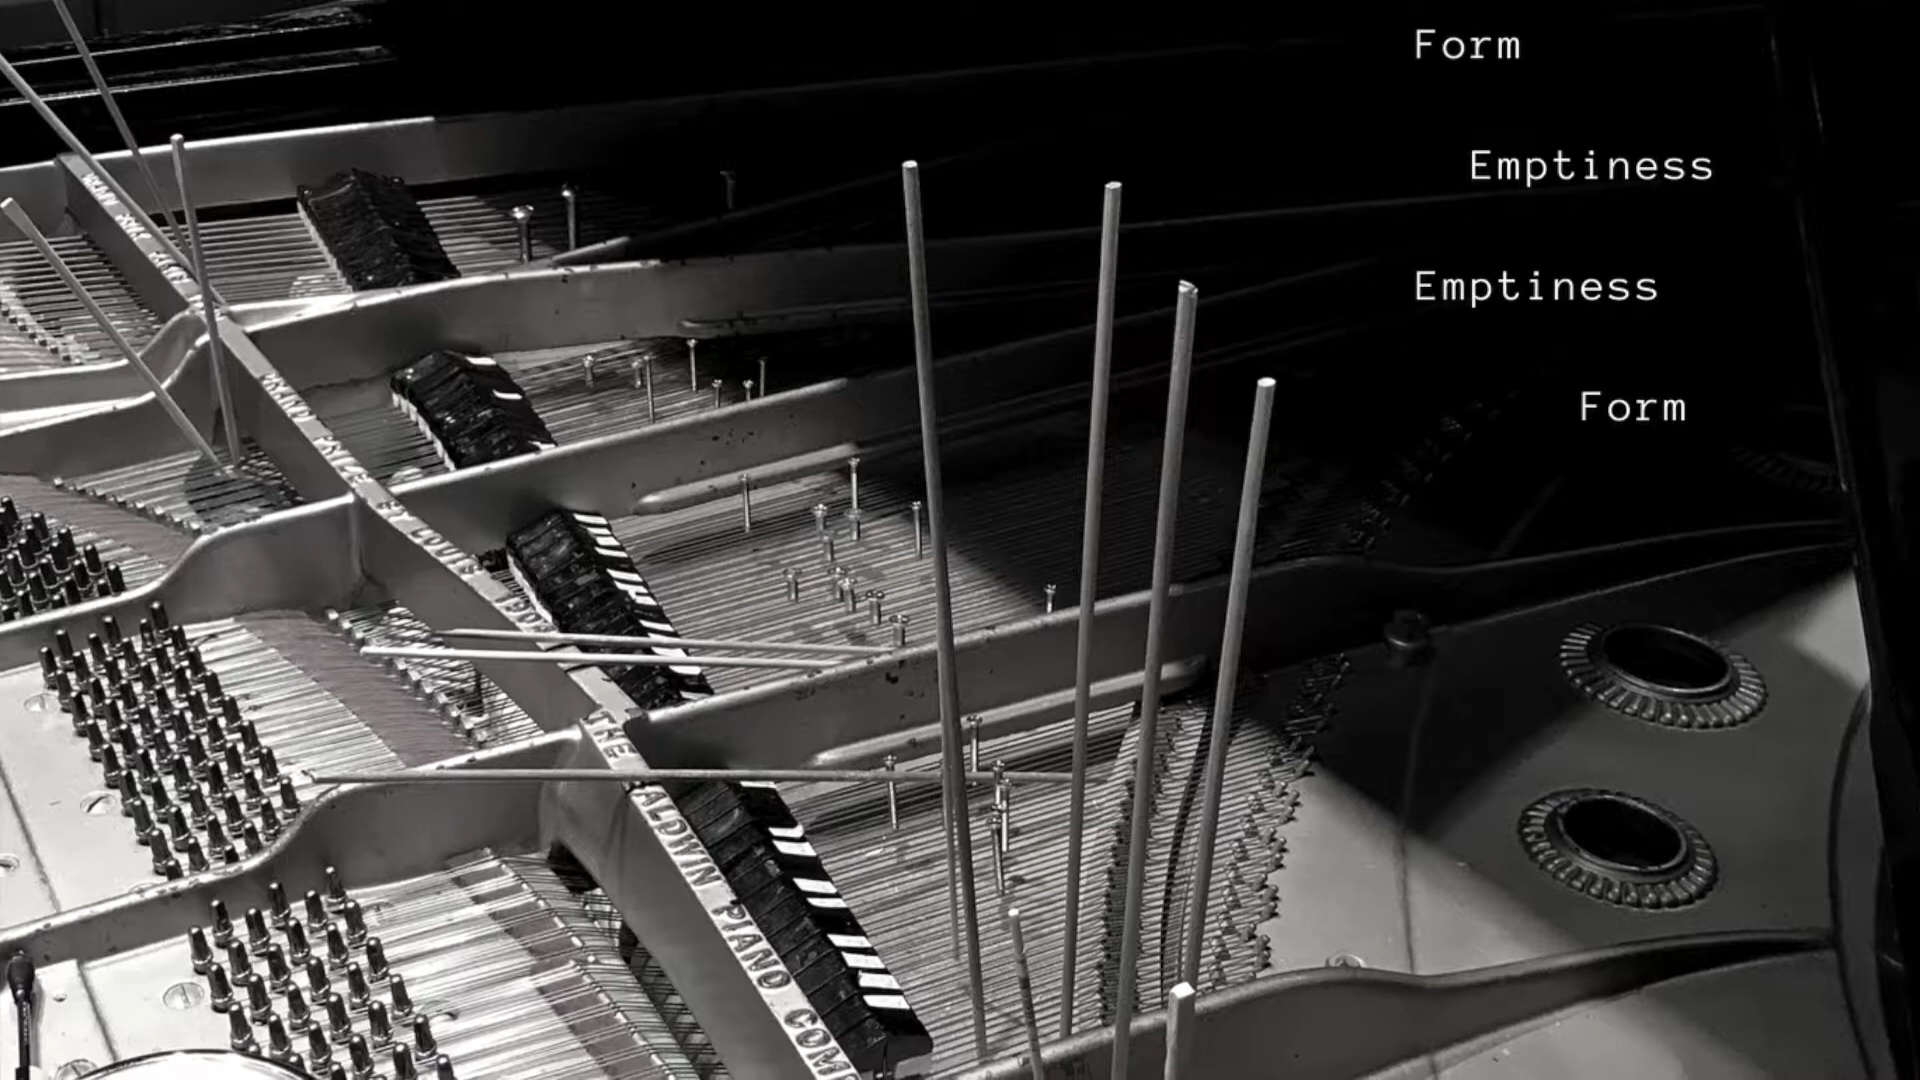 Form
Emptiness
Emptiness
Form
THE BALDWIN PIANO COM